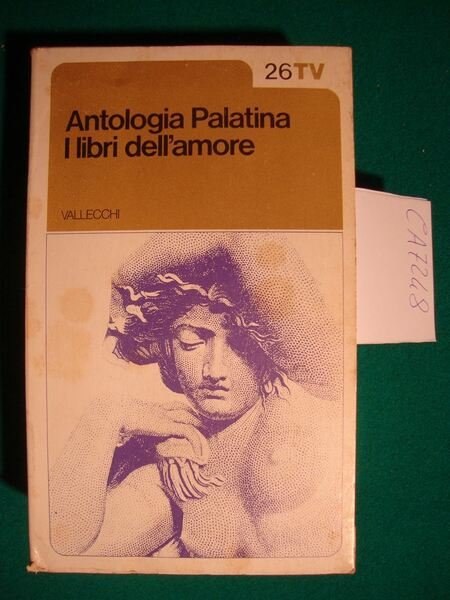 26TV
Antologia Palatina
I libri dell'amore
VALLECCHI
CA7248